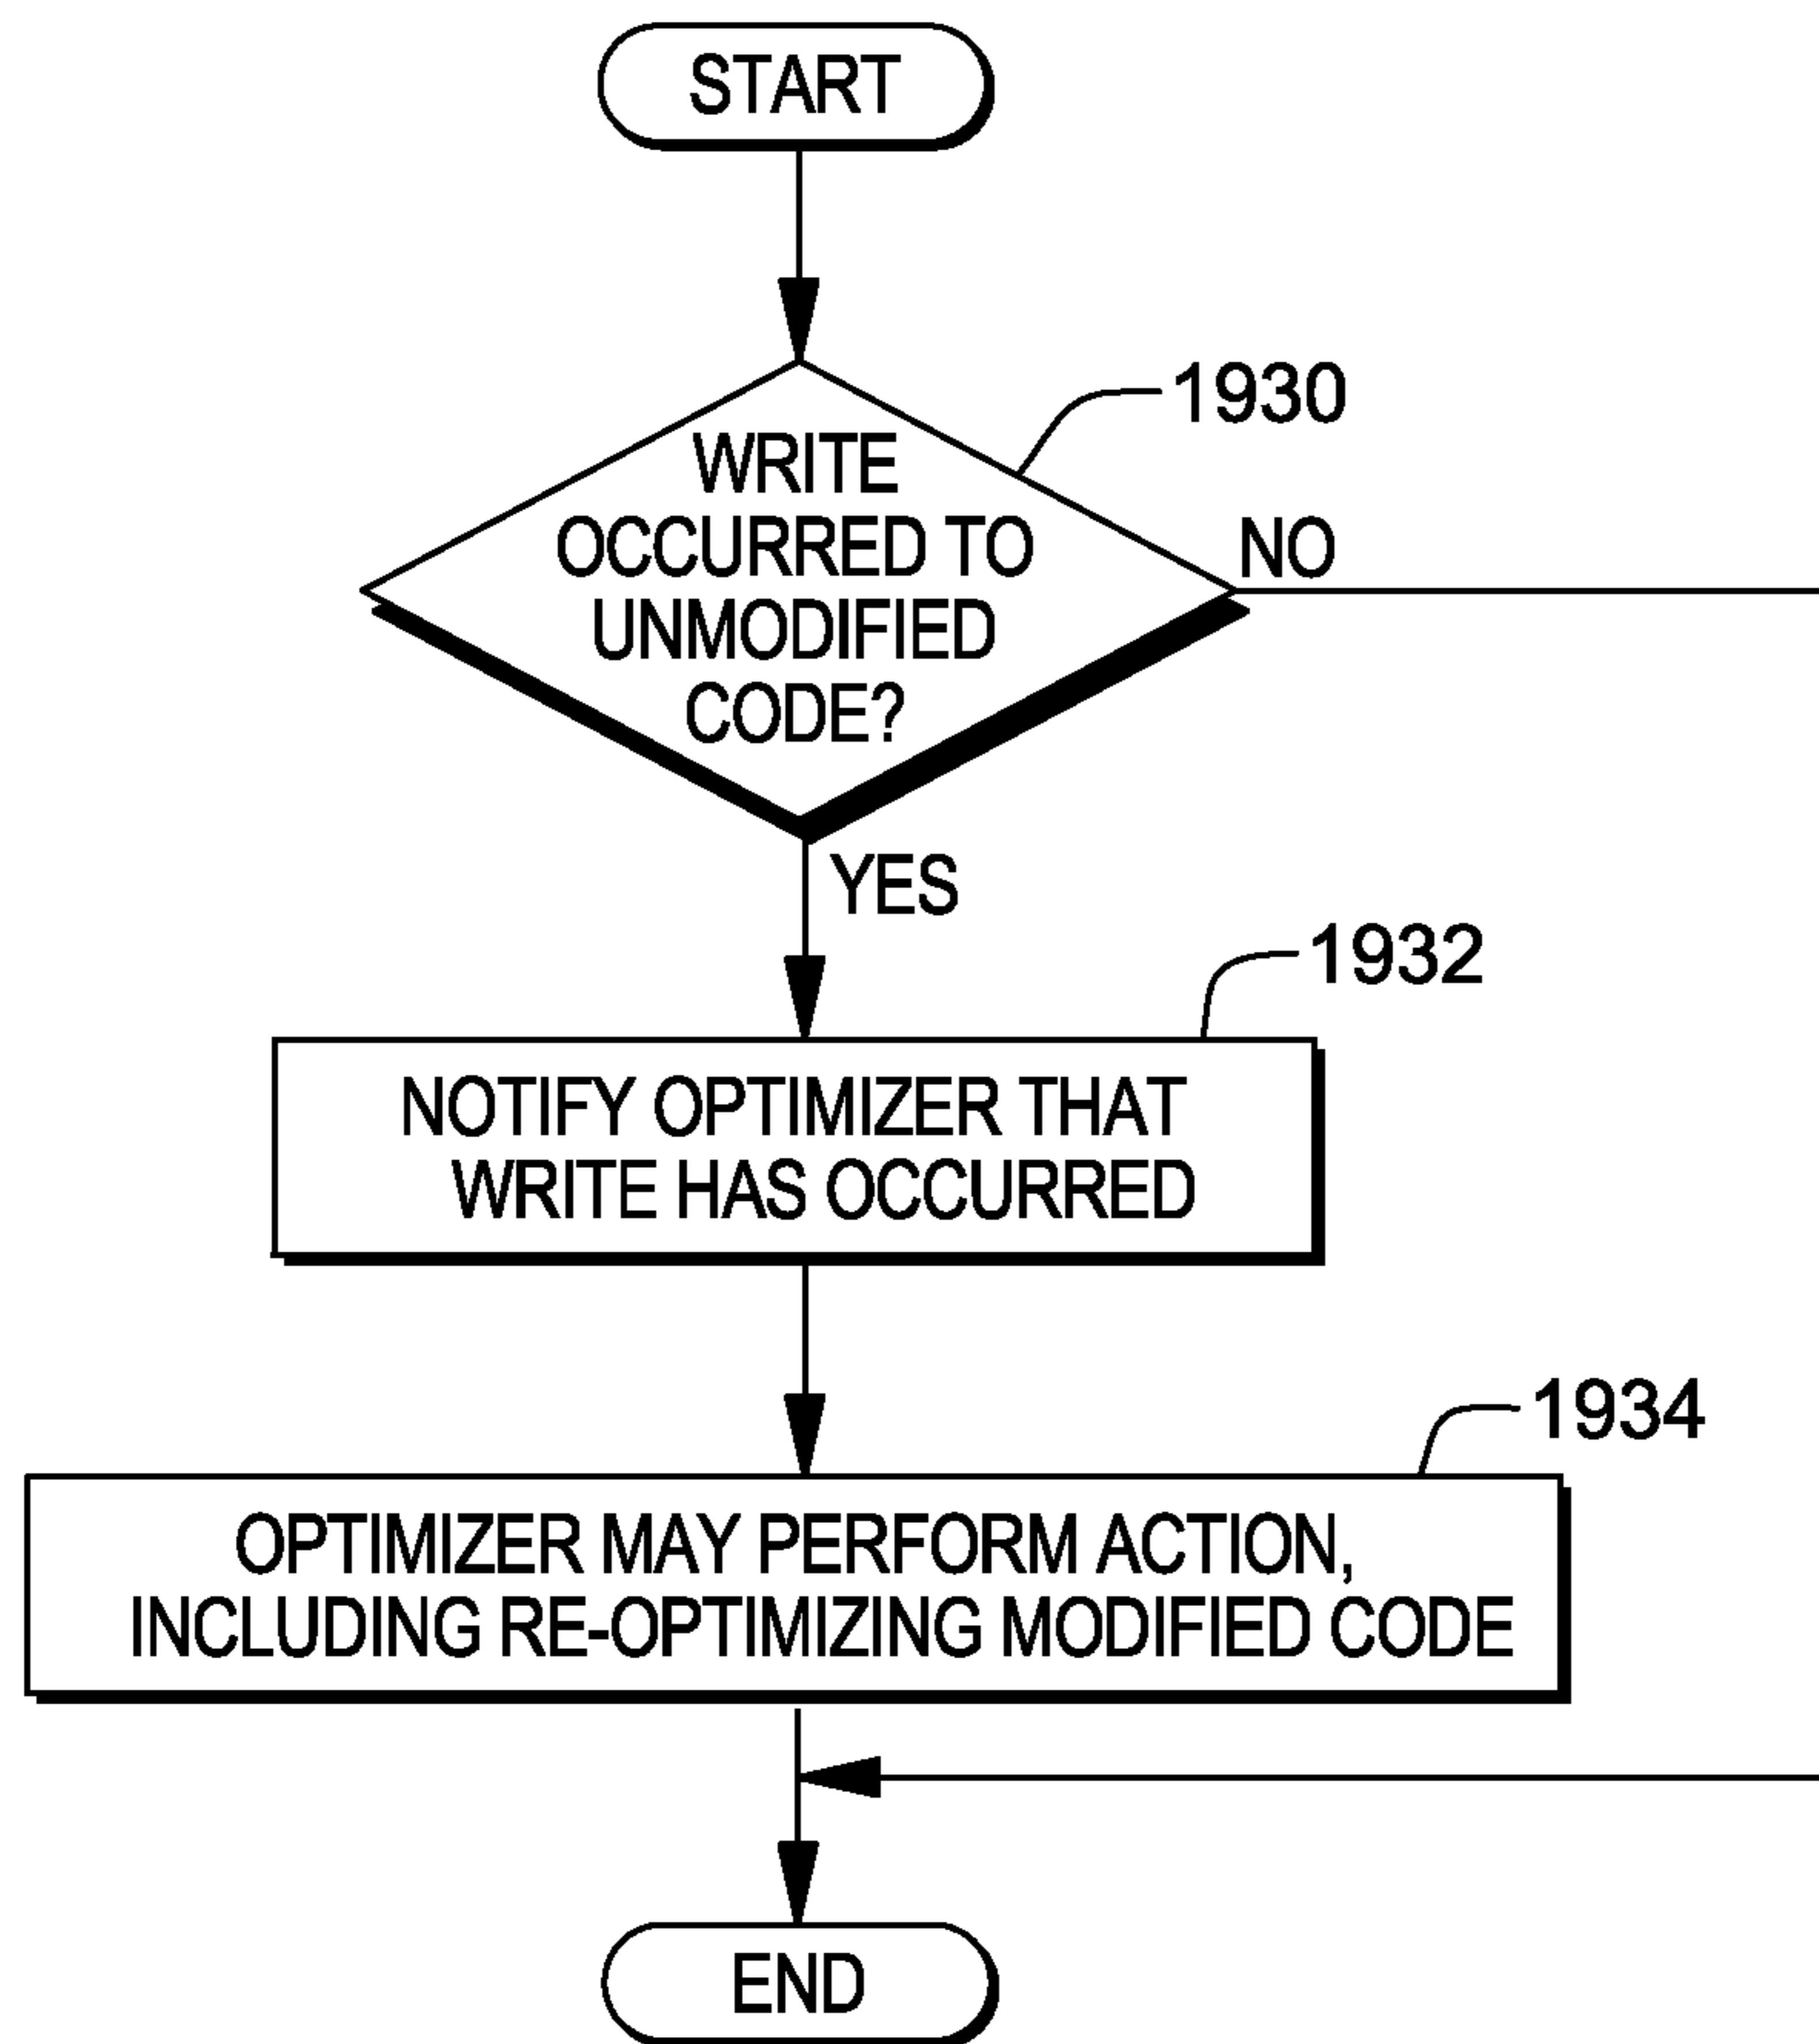 START
1930
WRITE
OCCURRED TO
UNMODIFIED
CODE?
NO
YES
1932
NOTIFY OPTIMIZER THAT
WRITE HAS OCCURRED
1934
OPTIMIZER MAY PERFORM ACTION,
INCLUDING RE-OPTIMIZING MODIFIED CODE
END